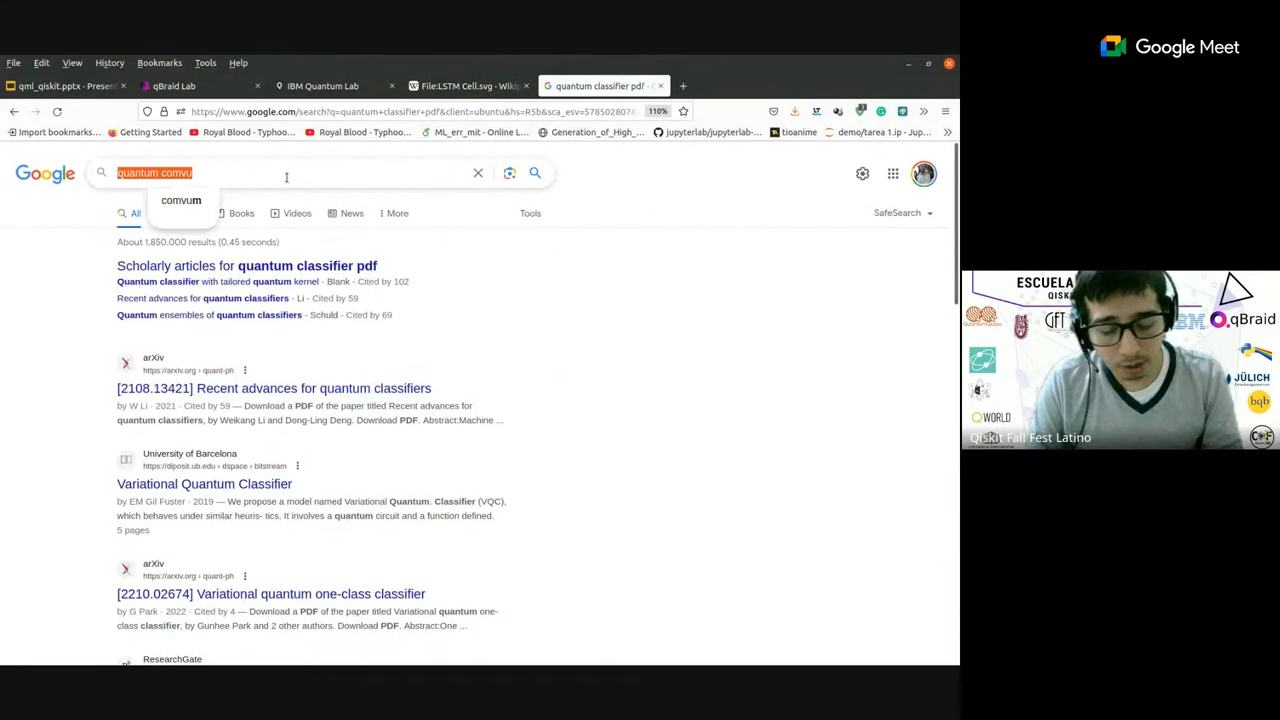 Google Meet
File Edit View History Bookmarks Tools Help
qml_qiskit.pptx - Present
qBraid Lab
IBM Quantum Lab
File:LSTM Cell.svg - Wikip
quantum classifier pdf - G
https://www.google.com/search?q=quantum+classifier+pdf&client=ubuntu&hs=R5b&sca_esv=578502807&
110%
Import bookmarks...
Getting Started
Royal Blood - Typhoo...
Royal Blood - Typhoo...
ML_err_mit - Online L...
Generation_of_High_...
jupyterlab/jupyterlab-...
tioanime
demo/tarea 1.ip - Jup...
Google
quantum comvu
comvum
All
Books
Videos
News
More
Tools
SafeSearch
About 1,850,000 results (0.45 seconds)
Scholarly articles for quantum classifier pdf
Quantum classifier with tailored quantum kernel - Blank - Cited by 102
Recent advances for quantum classifiers - Li - Cited by 59
Quantum ensembles of quantum classifiers - Schuld - Cited by 69
arXiv
https://arxiv.org › quant-ph
[2108.13421] Recent advances for quantum classifiers
by W Li · 2021 · Cited by 59 — Download a PDF of the paper titled Recent advances for
quantum classifiers, by Weikang Li and Dong-Ling Deng. Download PDF. Abstract:Machine ...
University of Barcelona
https://diposit.ub.edu › dspace › bitstream
Variational Quantum Classifier
by EM Gil Fuster · 2019 — We propose a model named Variational Quantum. Classifier (VQC),
which behaves under similar heuris- tics. It involves a quantum circuit and a function defined.
5 pages
arXiv
https://arxiv.org › quant-ph
[2210.02674] Variational quantum one-class classifier
by G Park · 2022 · Cited by 4 — Download a PDF of the paper titled Variational quantum one-
class classifier, by Gunhee Park and 2 other authors. Download PDF. Abstract:One ...
ResearchGate
ESCUELA
QISK
GFT
IBM
qBraid
JÜLICH
QWORLD
bqb
Qiskit Fall Fest Latino